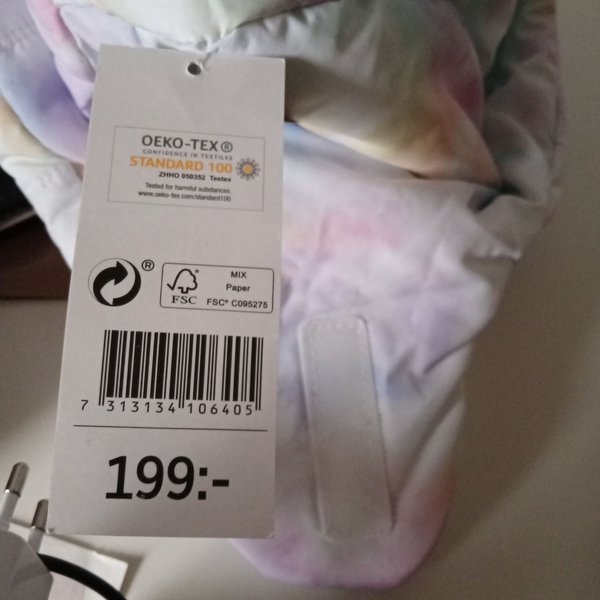 OEKO-TEX®
CONFIDENCE IN TEXTILES
STANDARD 100
ZHHO 050352 Testex
Tested for harmful substances:
www.oeko-tex.com/standard100
®
FSC
MIX
Paper
FSC® C095275
7 313134 106405
199:-